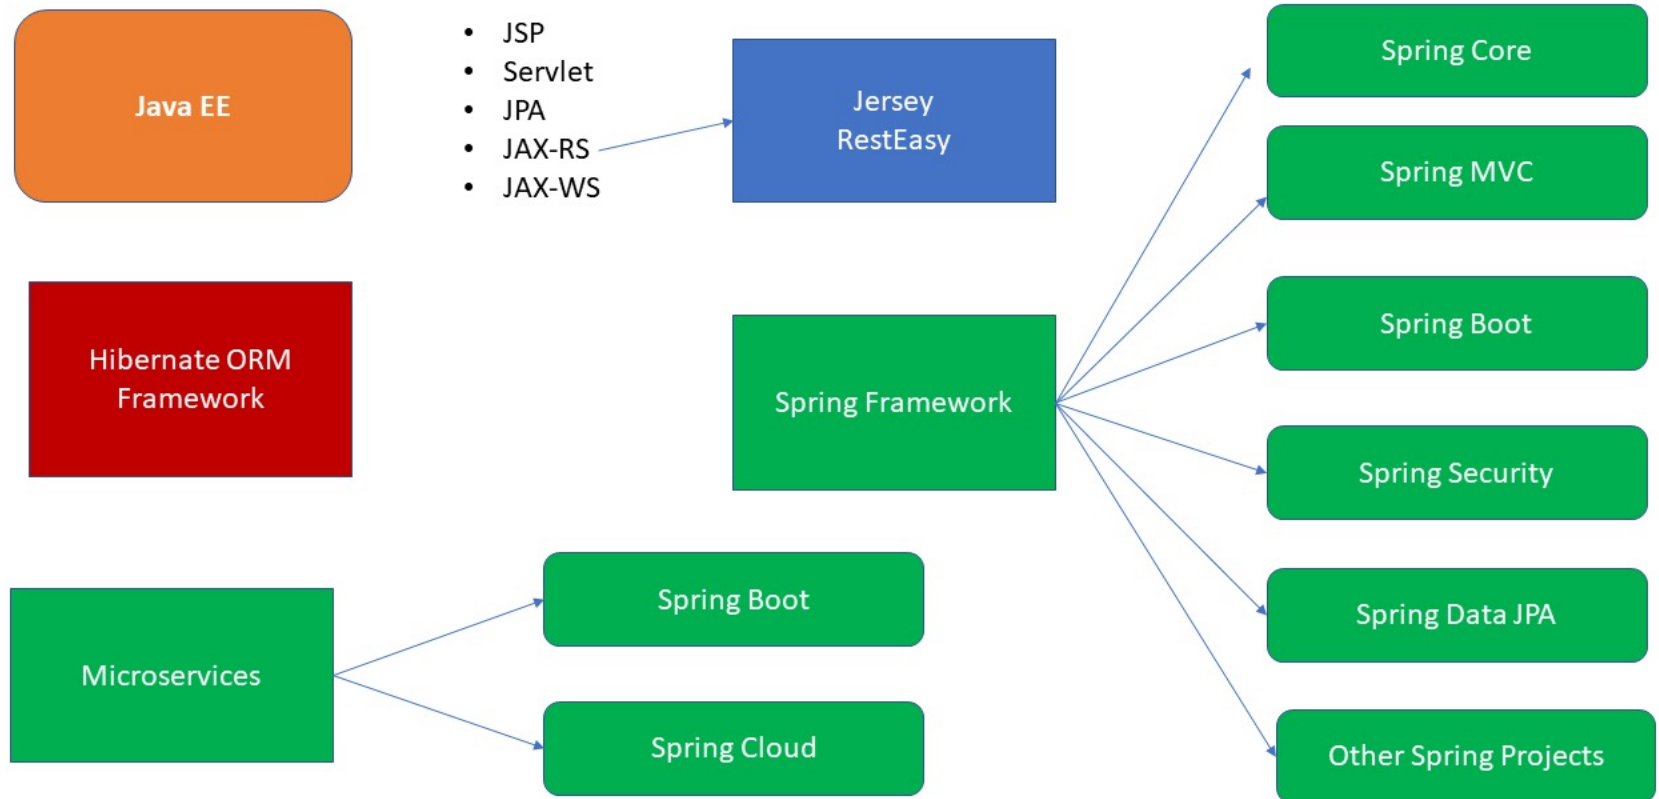 Java EE
• JSP
• Servlet
• JPA
• JAX-RS
• JAX-WS
Jersey
RestEasy
Hibernate ORM
Framework
Spring Framework
Spring Core
Spring MVC
Spring Boot
Spring Security
Spring Data JPA
Other Spring Projects
Microservices
Spring Boot
Spring Cloud